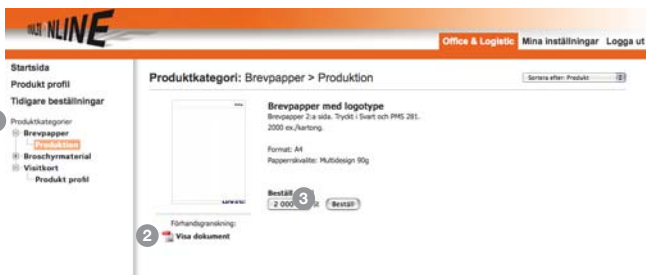 MULTI NLINE
Office & Logistic Mina inställningar Logga ut
Startsida
Produkt profil
Tidigare beställningar
Produktkategorier
Brevpapper
Produktion
Broschyrmaterial
Visitkort
Produkt profil
Produktkategori: Brevpapper > Produktion
Sortera efter: Produkt
Brevpapper med logotype
Brevpapper 2:a sida. Tryckt i Svart och PMS 281.
2000 ex./kartong.
Format: A4
Papperskvalite: Multidesign 90g
Beställ
3
2 000
Beställ
Förhandsgranskning:
2
Visa dokument